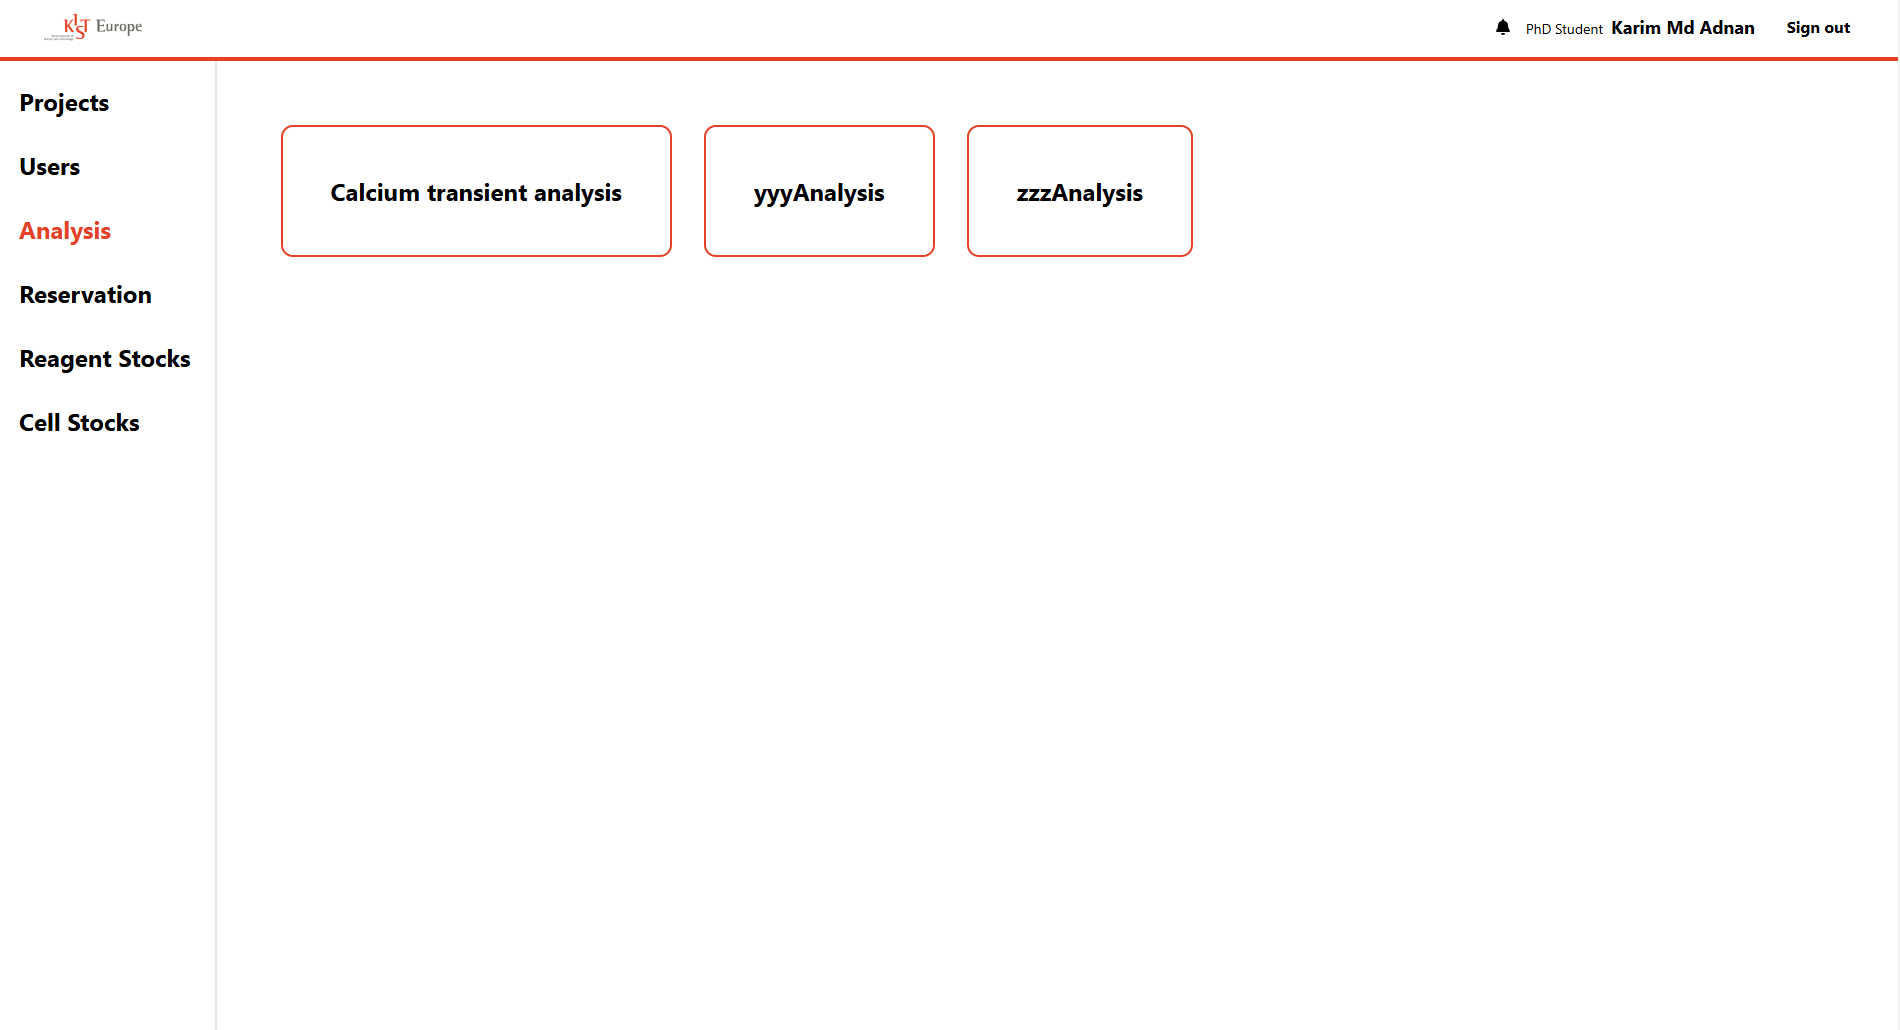 KIST Europe
PhD Student Karim Md Adnan Sign out
Projects
Users
Analysis
Reservation
Reagent Stocks
Cell Stocks
Calcium transient analysis
yyyAnalysis
zzzAnalysis